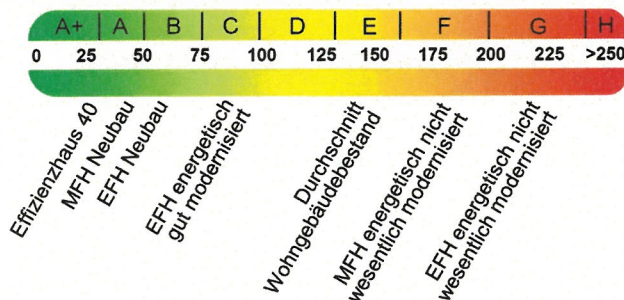 A+ A B C D E F G H
0 25 50 75 100 125 150 175 200 225 >250
Effizienzhaus 40
MFH Neubau
EFH Neubau
EFH energetisch
gut modernisiert
Durchschnitt
Wohngebäudebestand
MFH energetisch nicht
wesentlich modernisiert
EFH energetisch nicht
wesentlich modernisiert